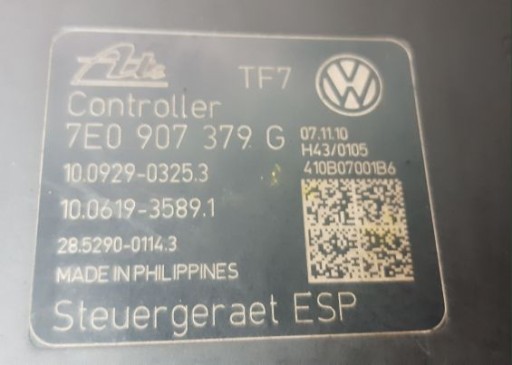 Ate TF7
Controller
7E0 907 379 G 07.11.10
H43/0105
10.0929-0325.3 410B07001B6
10.0619-3589.1
28.5290-0114.3
MADE IN PHILIPPINES
Steuergeraet ESP